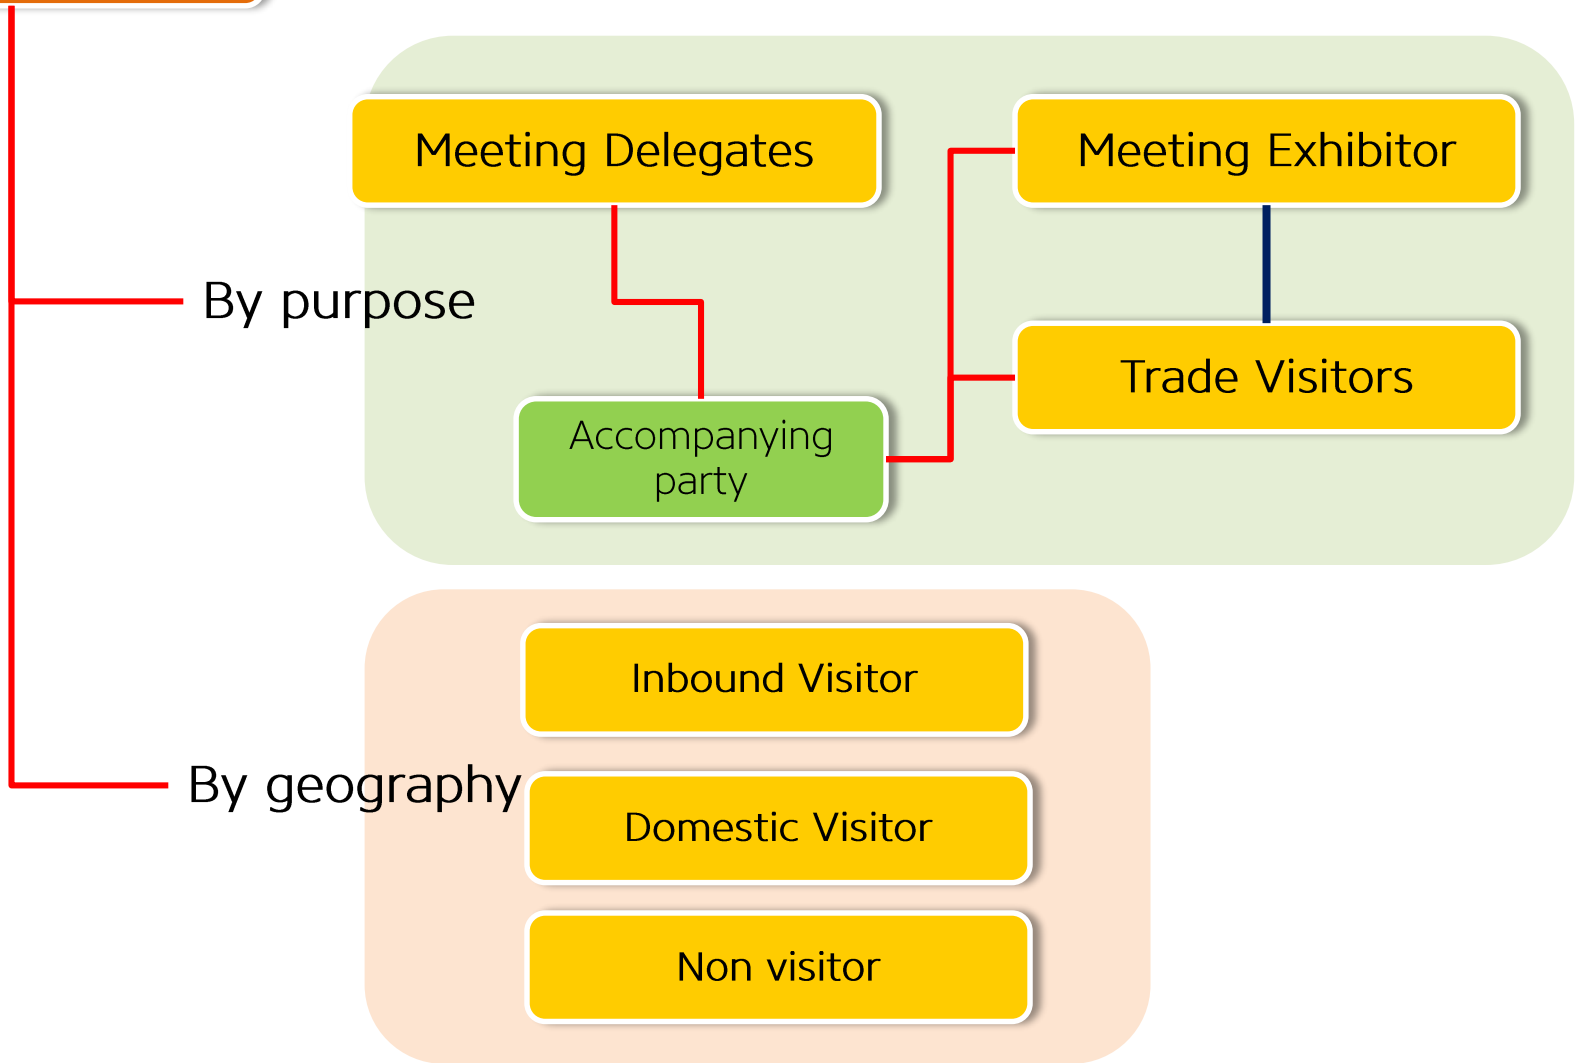 Meeting Delegates
Meeting Exhibitor
By purpose
Trade Visitors
Accompanying
party
Inbound Visitor
By geography
Domestic Visitor
Non visitor